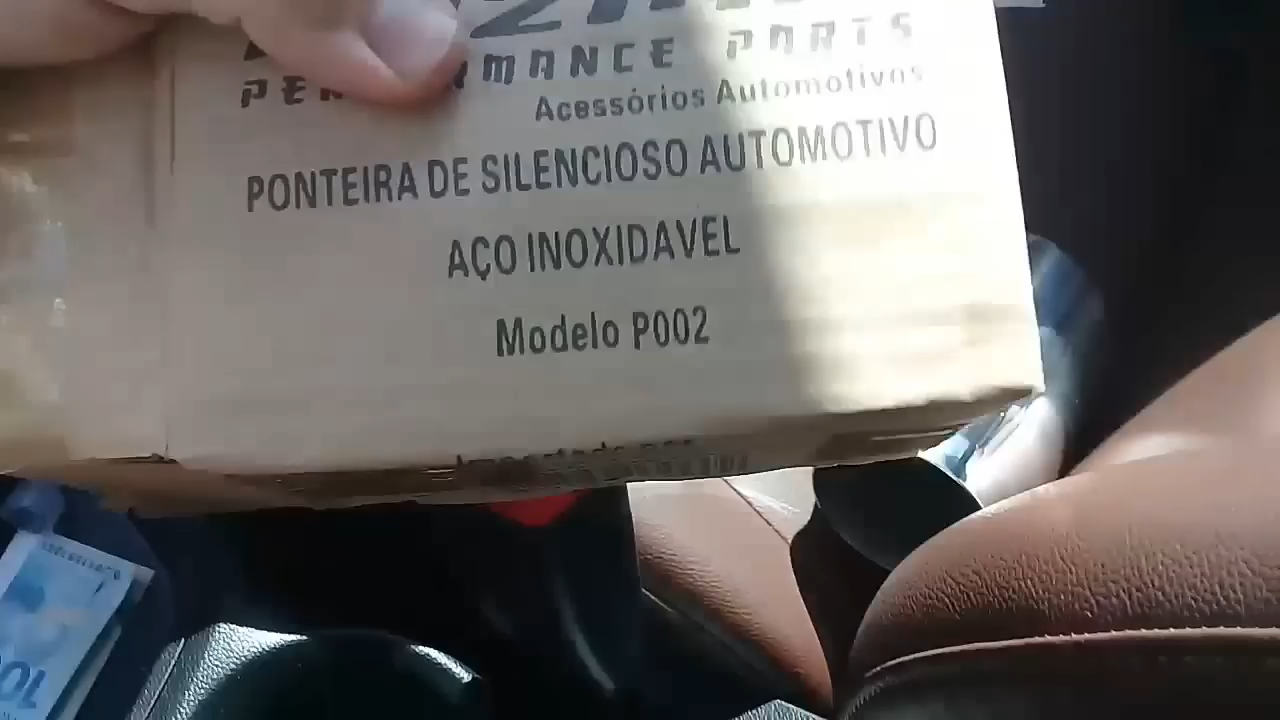 PERFORMANCE PARTS
Acessórios Automotivos
PONTEIRA DE SILENCIOSO AUTOMOTIVO
AÇO INOXIDAVEL
Modelo P002